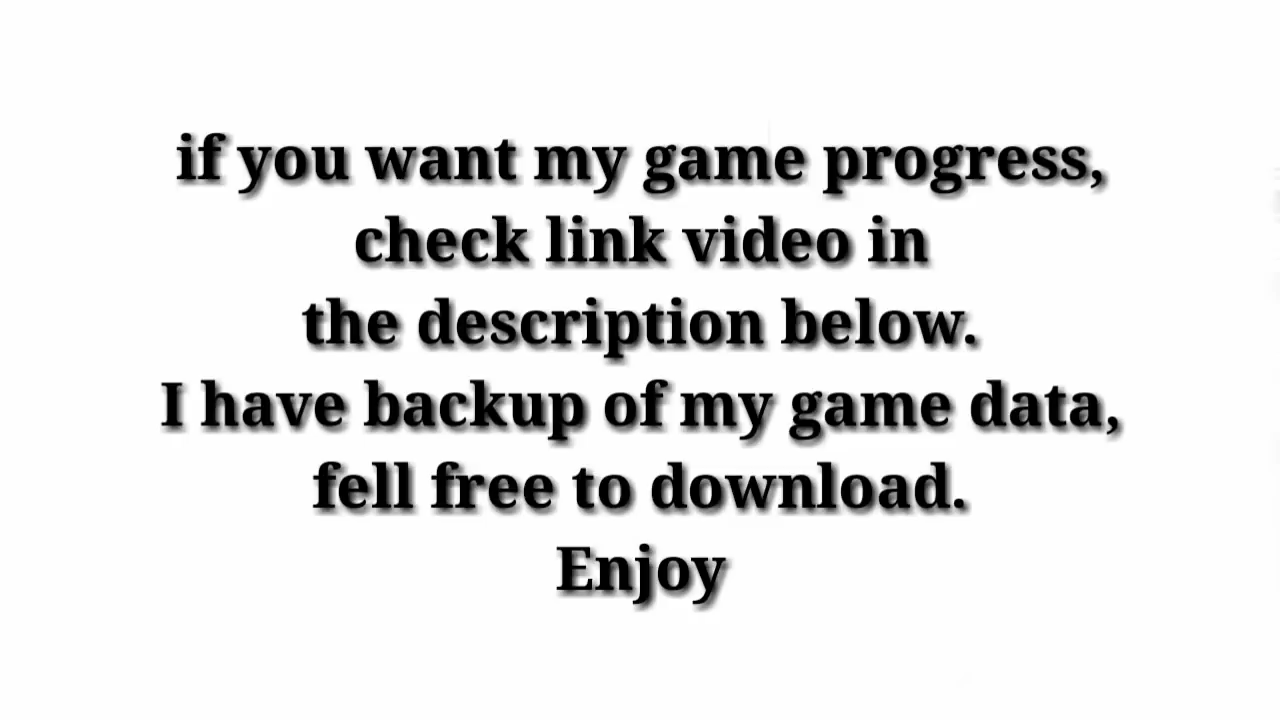 if you want my game progress,
check link video in
the description below.
I have backup of my game data,
fell free to download.
Enjoy